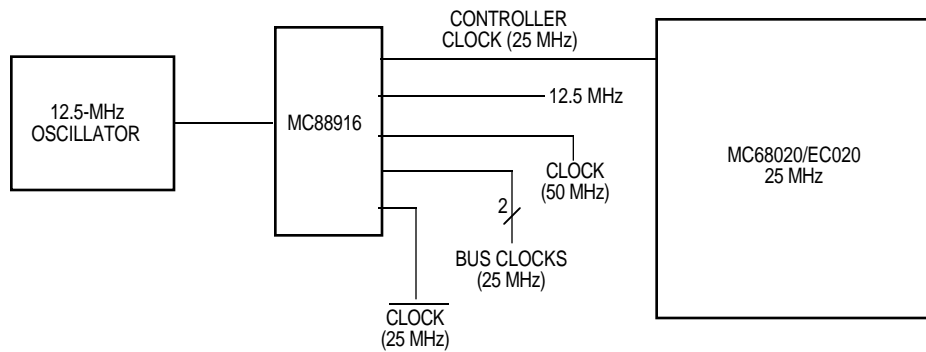 CONTROLLER
CLOCK (25 MHz)
12.5-MHz
OSCILLATOR
MC88916
12.5 MHz
MC68020/EC020
25 MHz
CLOCK
(50 MHz)
2
BUS CLOCKS
(25 MHz)
CLOCK
(25 MHz)